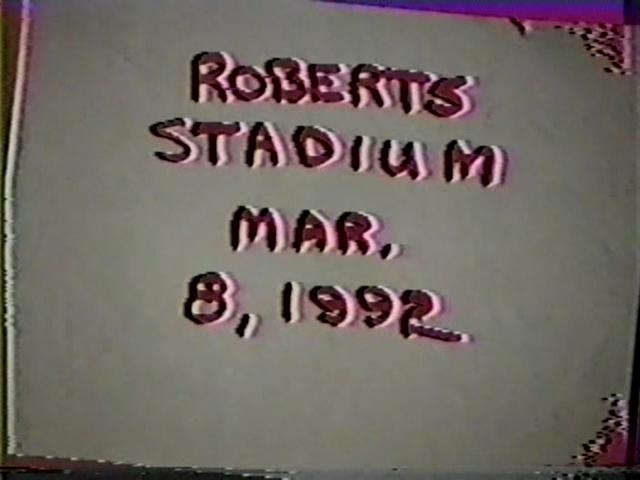 ROBERTS
STADIUM
MAR,
8, 1992